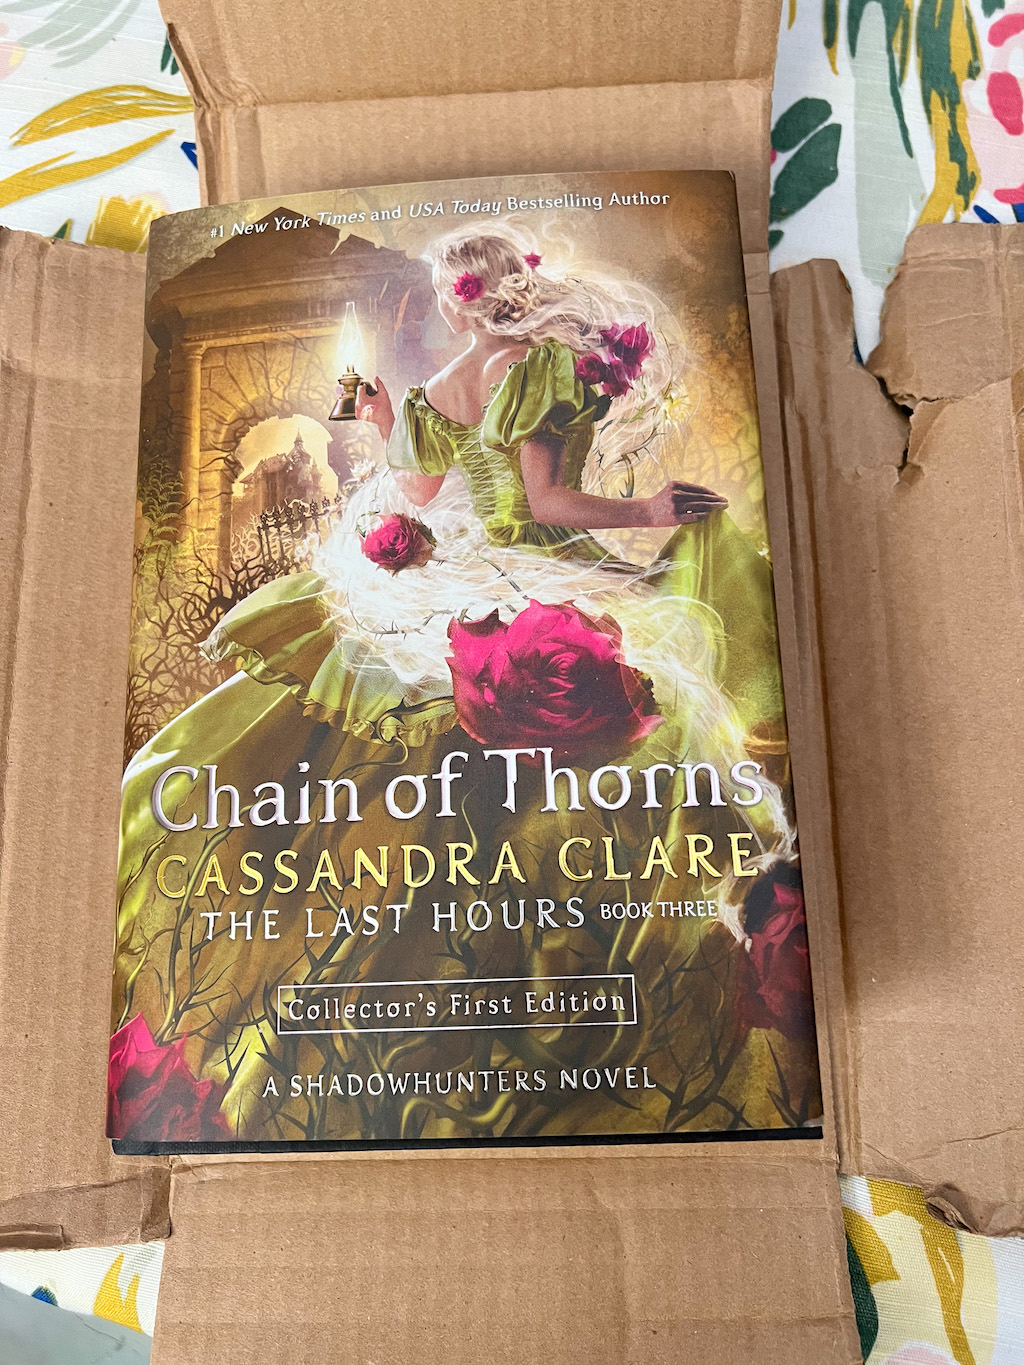 #1 New York Times and USA Today Bestselling Author
Chain of Thorns
CASSANDRA CLARE
THE LAST HOURS BOOK THREE
Collector's First Edition
A SHADOWHUNTERS NOVEL